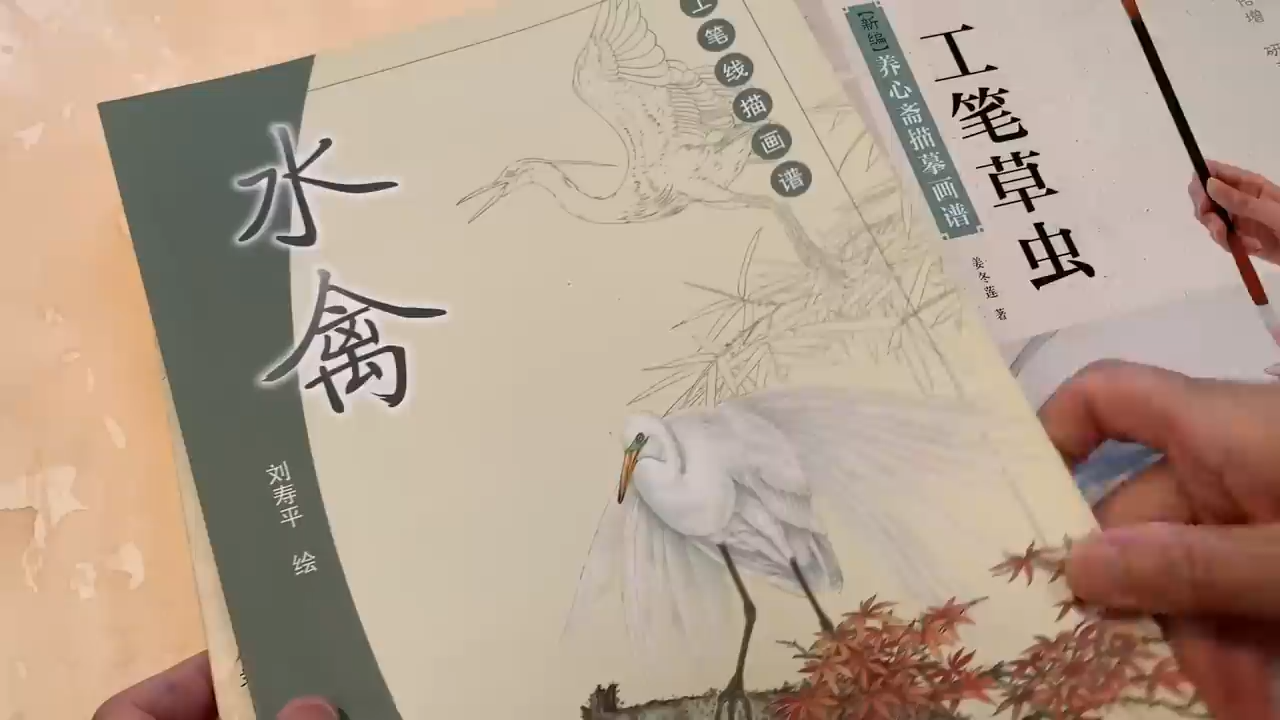 水禽
刘寿平 绘
工笔线描画谱
【新编】养心斋描摹画谱
工笔草虫
姜冬莲 著